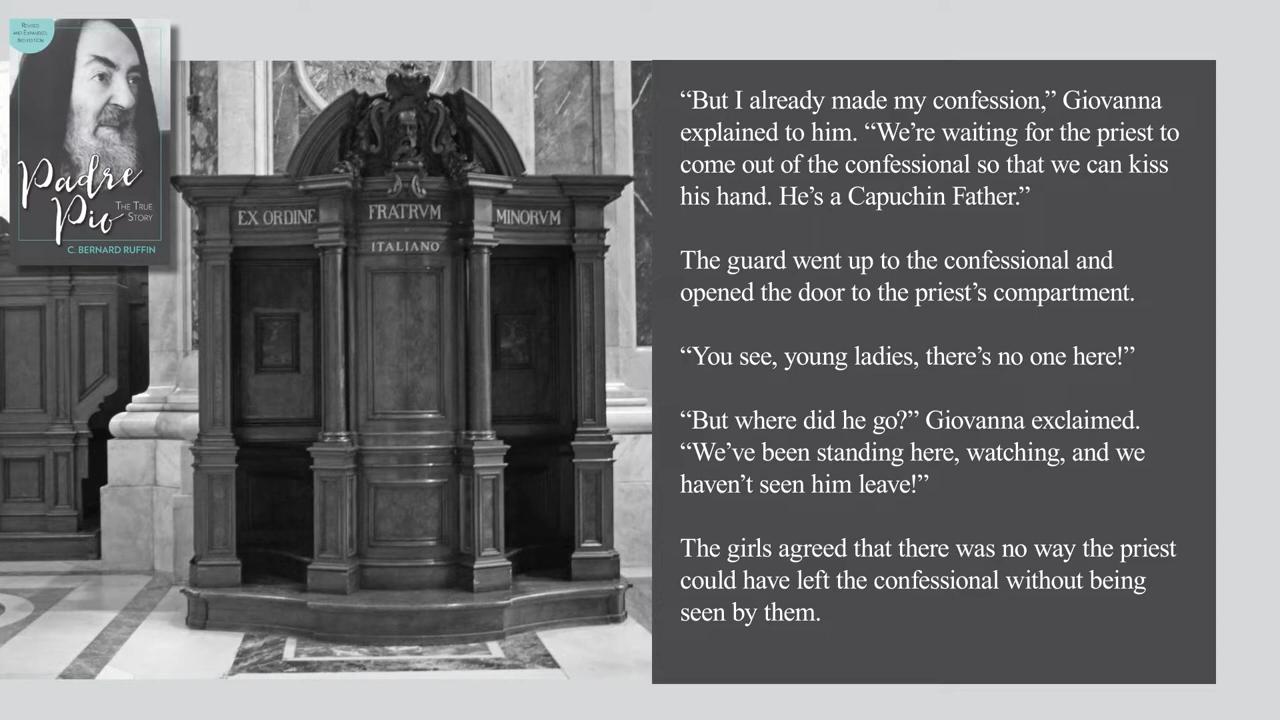 REVISED
AND EXPANDED,
3RD EDITION
Padre
Pio
THE TRUE
STORY
C. BERNARD RUFFIN
EX ORDINE
FRATRVM
MINORVM
ITALIANO
“But I already made my confession,” Giovanna
explained to him. “We’re waiting for the priest to
come out of the confessional so that we can kiss
his hand. He’s a Capuchin Father.”
The guard went up to the confessional and
opened the door to the priest’s compartment.
“You see, young ladies, there’s no one here!”
“But where did he go?” Giovanna exclaimed.
“We’ve been standing here, watching, and we
haven’t seen him leave!”
The girls agreed that there was no way the priest
could have left the confessional without being
seen by them.